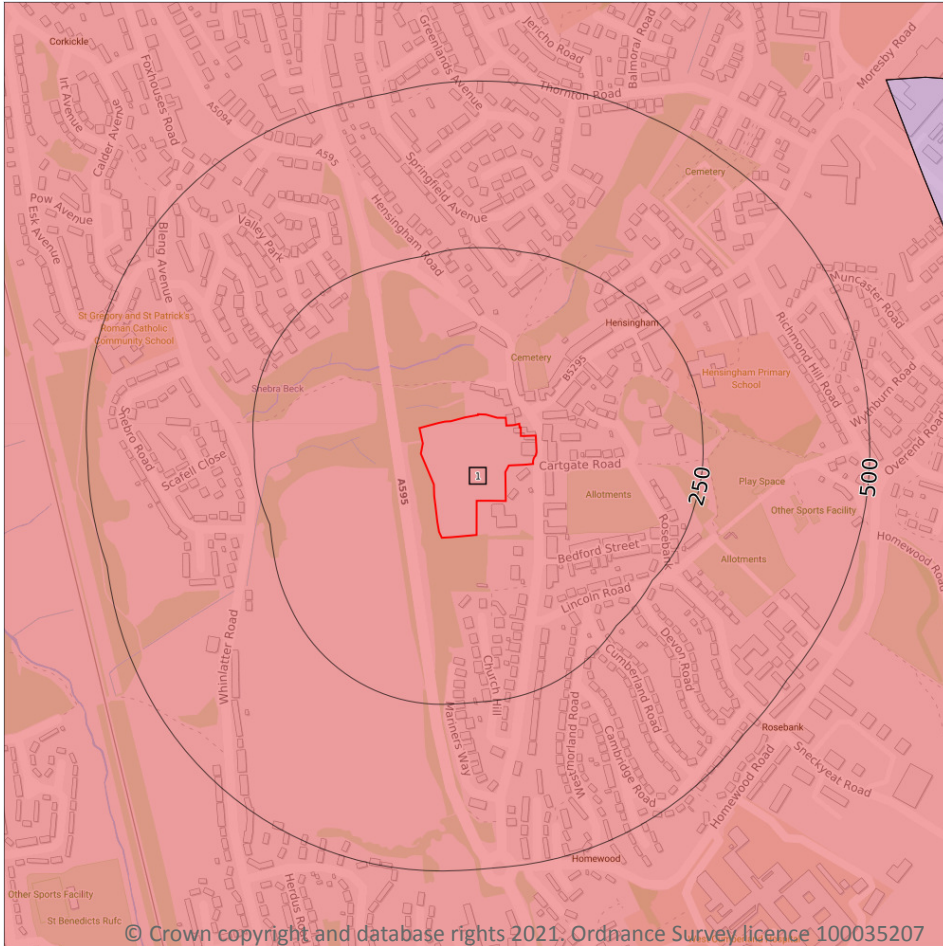 Corkickle
Irt Avenue
Calder Avenue
Foxhouses Road
A5094
A595
Greenlands Avenue
Jericho Road
Balmoral Road
Thornton Road
Moresby Road
Pow Avenue
Esk Avenue
Bleng Avenue
Valley Park
Springfield Avenue
Hensingham Road
Cemetery
St Gregory and St Patrick's
Roman Catholic
Community School
Snebra Beck
Hensingham
Cemetery
B5295
Muncaster Road
Richmond Hill Road
Hensingham Primary
School
Wythburn Road
Overend Road
Snebro Road
Scafell Close
A595
1
Cartgate Road
Allotments
250
500
Play Space
Other Sports Facility
Rosebank
Bedford Street
Allotments
Homewood Road
Lincoln Road
Whinlatter Road
Church Hill
Mariners Way
Devon Road
Cumberland Road
Westmorland Road
Cambridge Road
Rosebank
Homewood Road
Sneckyeat Road
Homewood
Other Sports Facility
St Benedicts Rufc
Herdus Road
© Crown copyright and database rights 2021. Ordnance Survey licence 100035207